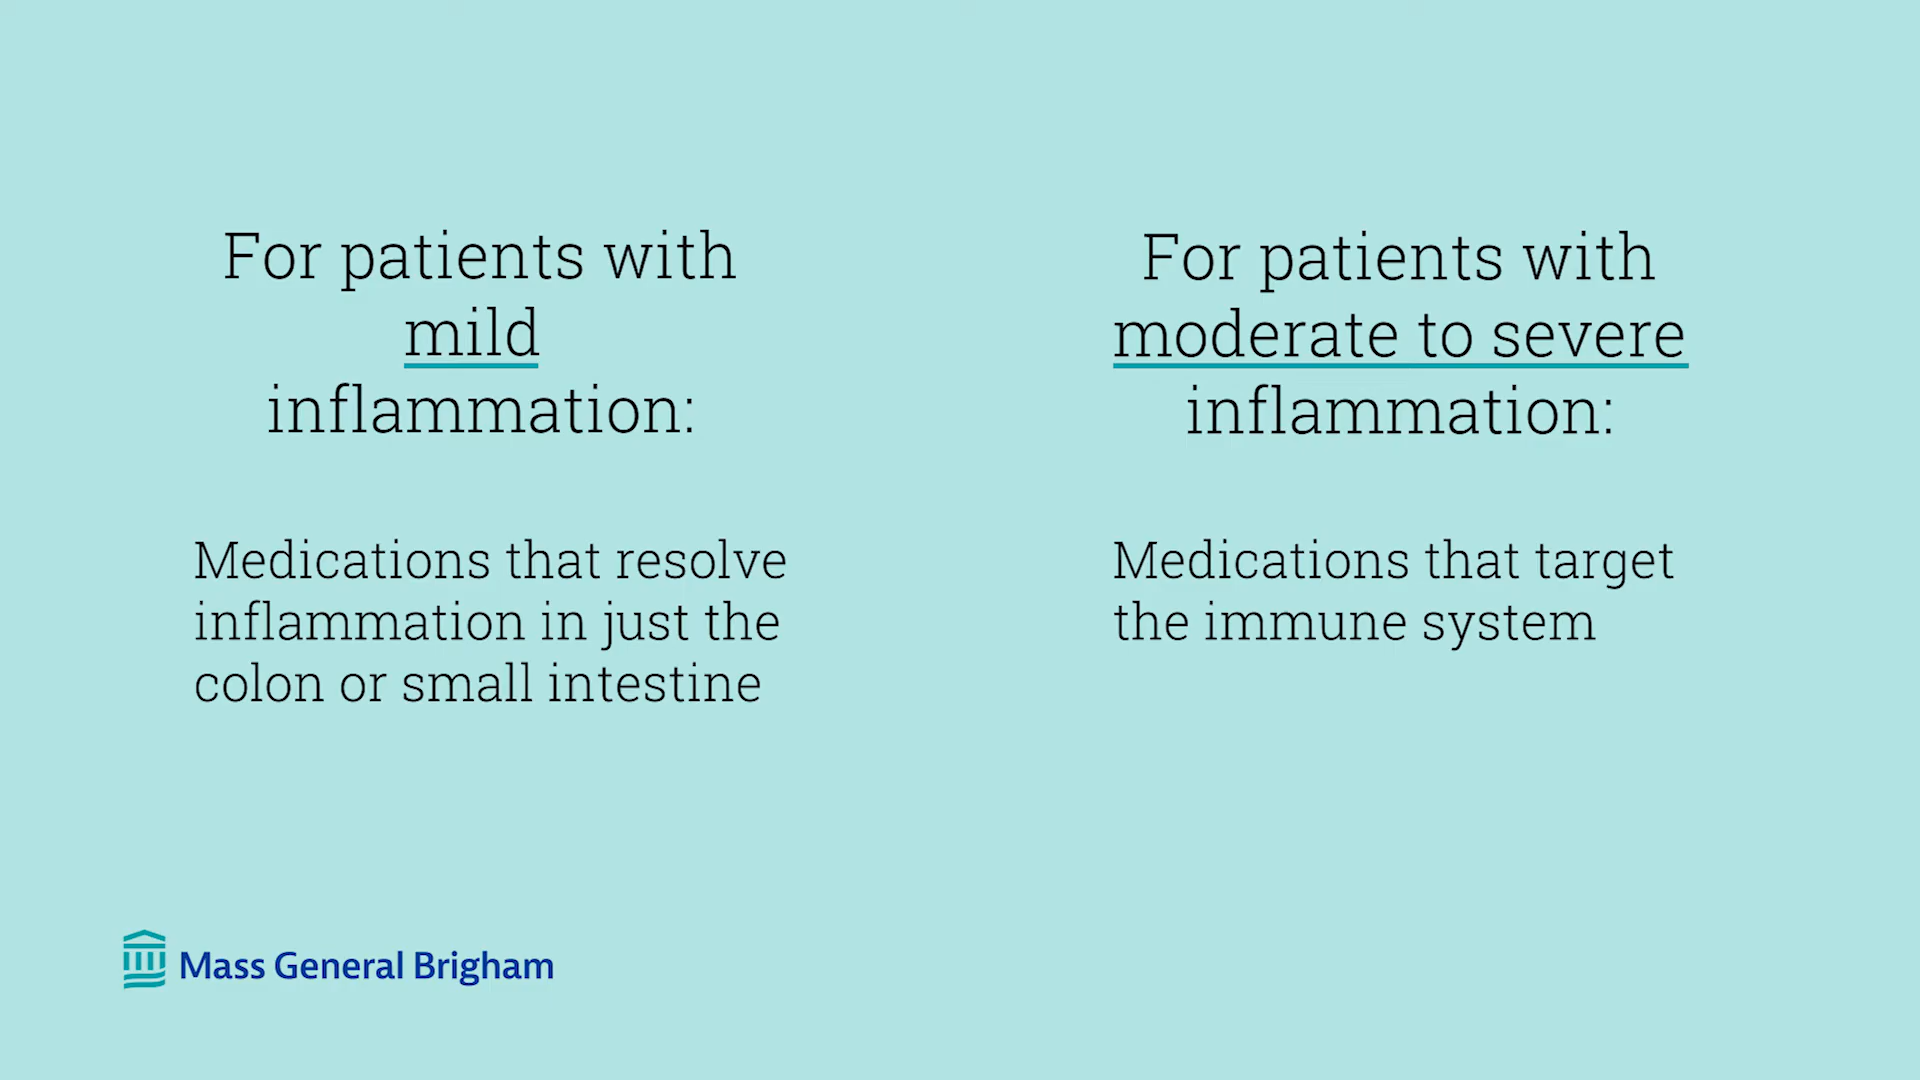 For patients with
mild
inflammation:
Medications that resolve
inflammation in just the
colon or small intestine
For patients with
moderate to severe
inflammation:
Medications that target
the immune system
Mass General Brigham